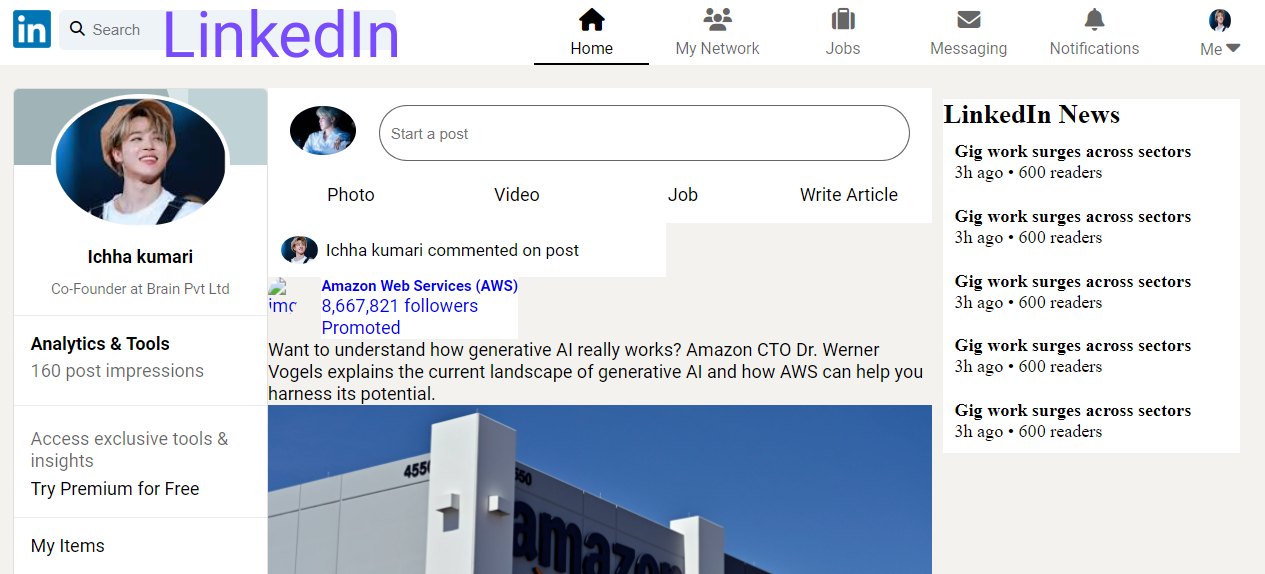 in
Search
LinkedIn
Home
My Network
Jobs
Messaging
Notifications
Me
Ichha kumari
Co-Founder at Brain Pvt Ltd
Analytics & Tools
160 post impressions
Access exclusive tools &
insights
Try Premium for Free
My Items
Start a post
Photo
Video
Job
Write Article
Ichha kumari commented on post
Amazon Web Services (AWS)
8,667,821 followers
Promoted
Want to understand how generative AI really works? Amazon CTO Dr. Werner
Vogels explains the current landscape of generative AI and how AWS can help you
harness its potential.
4550
550
amazon
LinkedIn News
Gig work surges across sectors
3h ago • 600 readers
Gig work surges across sectors
3h ago • 600 readers
Gig work surges across sectors
3h ago • 600 readers
Gig work surges across sectors
3h ago • 600 readers
Gig work surges across sectors
3h ago • 600 readers